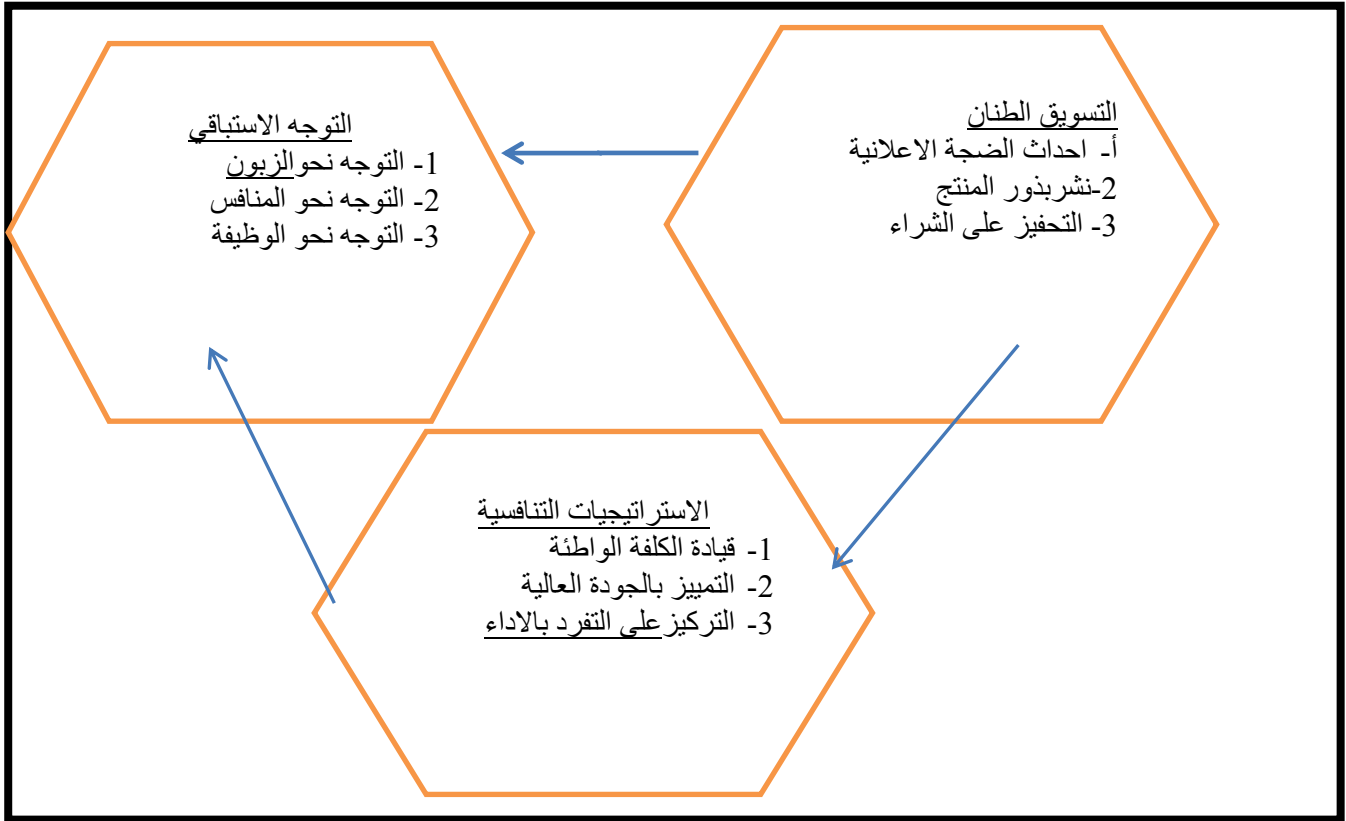 التسويق الطنان
أ- احداث الضجة الاعلانية
2-نشربذور المنتج
3- التحفيز على الشراء
التوجه الاستباقي
1- التوجه نحوالزبون
2- التوجه نحو المنافس
3- التوجه نحو الوظيفة
الاستراتيجيات التنافسية
1- قيادة الكلفة الواطئة
2- التمييز بالجودة العالية
3- التركيزعلى التفرد بالاداء